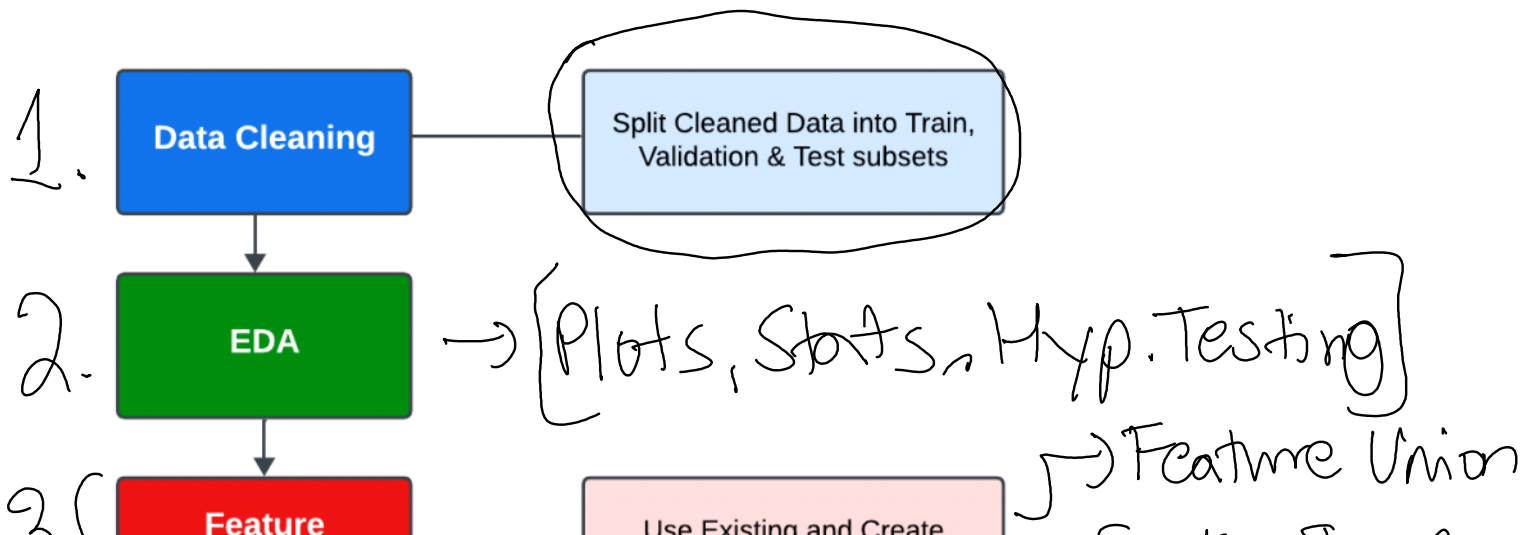 1.
Data Cleaning
Split Cleaned Data into Train,
Validation & Test subsets
2.
EDA
→ [Plots, Stats, Hyp. Testing]
→ Feature Union
3
Feature
Use Existing and Create